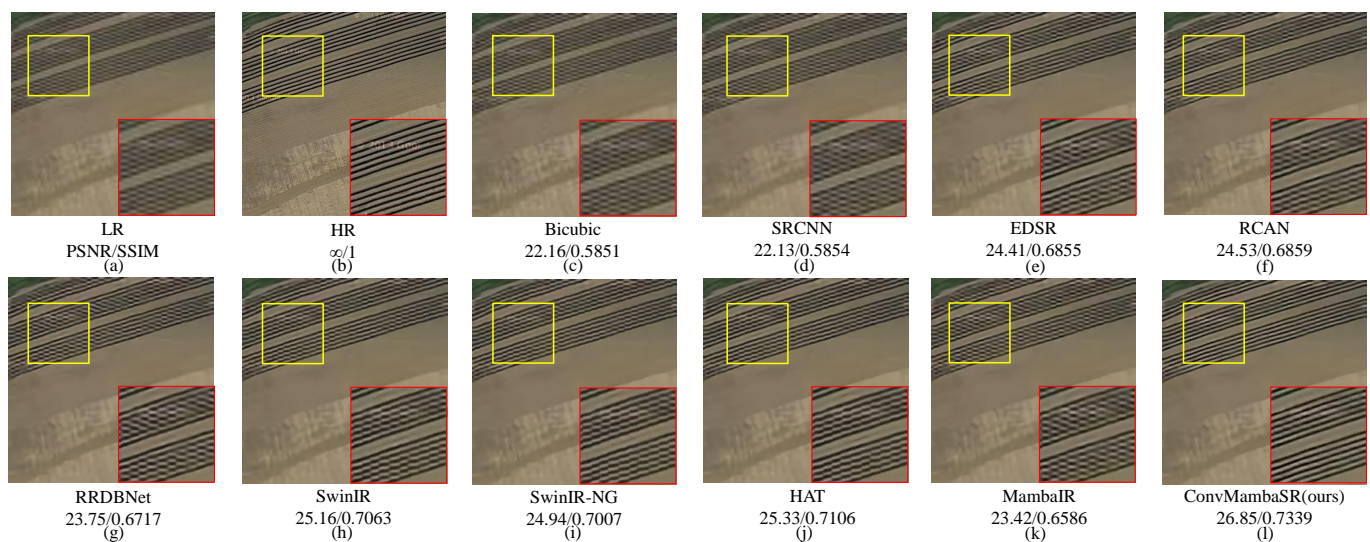 LR
PSNR/SSIM
(a)
HR
∞/1
(b)
Bicubic
22.16/0.5851
(c)
SRCNN
22.13/0.5854
(d)
EDSR
24.41/0.6855
(e)
RCAN
24.53/0.6859
(f)
RRDBNet
23.75/0.6717
(g)
SwinIR
25.16/0.7063
(h)
SwinIR-NG
24.94/0.7007
(i)
HAT
25.33/0.7106
(j)
MambaIR
23.42/0.6586
(k)
ConvMambaSR(ours)
26.85/0.7339
(l)